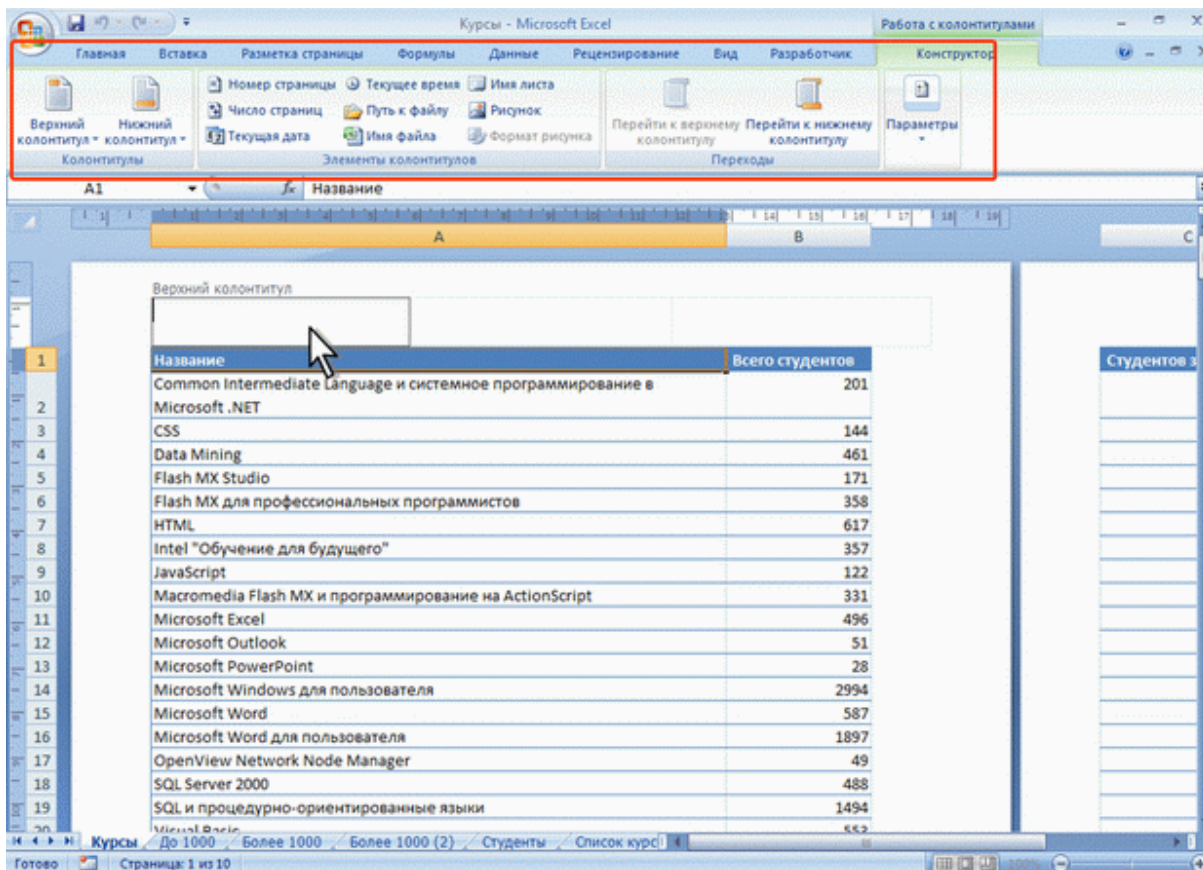 Курсы - Microsoft Excel
Работа с колонтитулами
Главная Вставка Разметка страницы Формулы Данные Рецензирование Вид Разработчик Конструктор
Номер страницы Текущее время Имя листа
Число страниц Путь к файлу Рисунок
Текущая дата Имя файла Формат рисунка
Верхний колонтитул
Нижний колонтитул
Перейти к верхнему колонтитулу
Перейти к нижнему колонтитулу
Параметры
Колонтитулы Элементы колонтитулов Переходы
A1 fx Название
A B C
Верхний колонтитул
1 Название Всего студентов Студентов з
Common Intermediate Language и системное программирование в 201
2 Microsoft .NET
3 CSS 144
4 Data Mining 461
5 Flash MX Studio 171
6 Flash MX для профессиональных программистов 358
7 HTML 617
8 Intel "Обучение для будущего" 357
9 JavaScript 122
10 Macromedia Flash MX и программирование на ActionScript 331
11 Microsoft Excel 496
12 Microsoft Outlook 51
13 Microsoft PowerPoint 28
14 Microsoft Windows для пользователя 2994
15 Microsoft Word 587
16 Microsoft Word для пользователя 1897
17 OpenView Network Node Manager 49
18 SQL Server 2000 488
19 SQL и процедурно-ориентированные языки 1494
20 Visual Basic 553
Курсы До 1000 Более 1000 Более 1000 (2) Студенты Список курс
Готово Страница: 1 из 10 100%